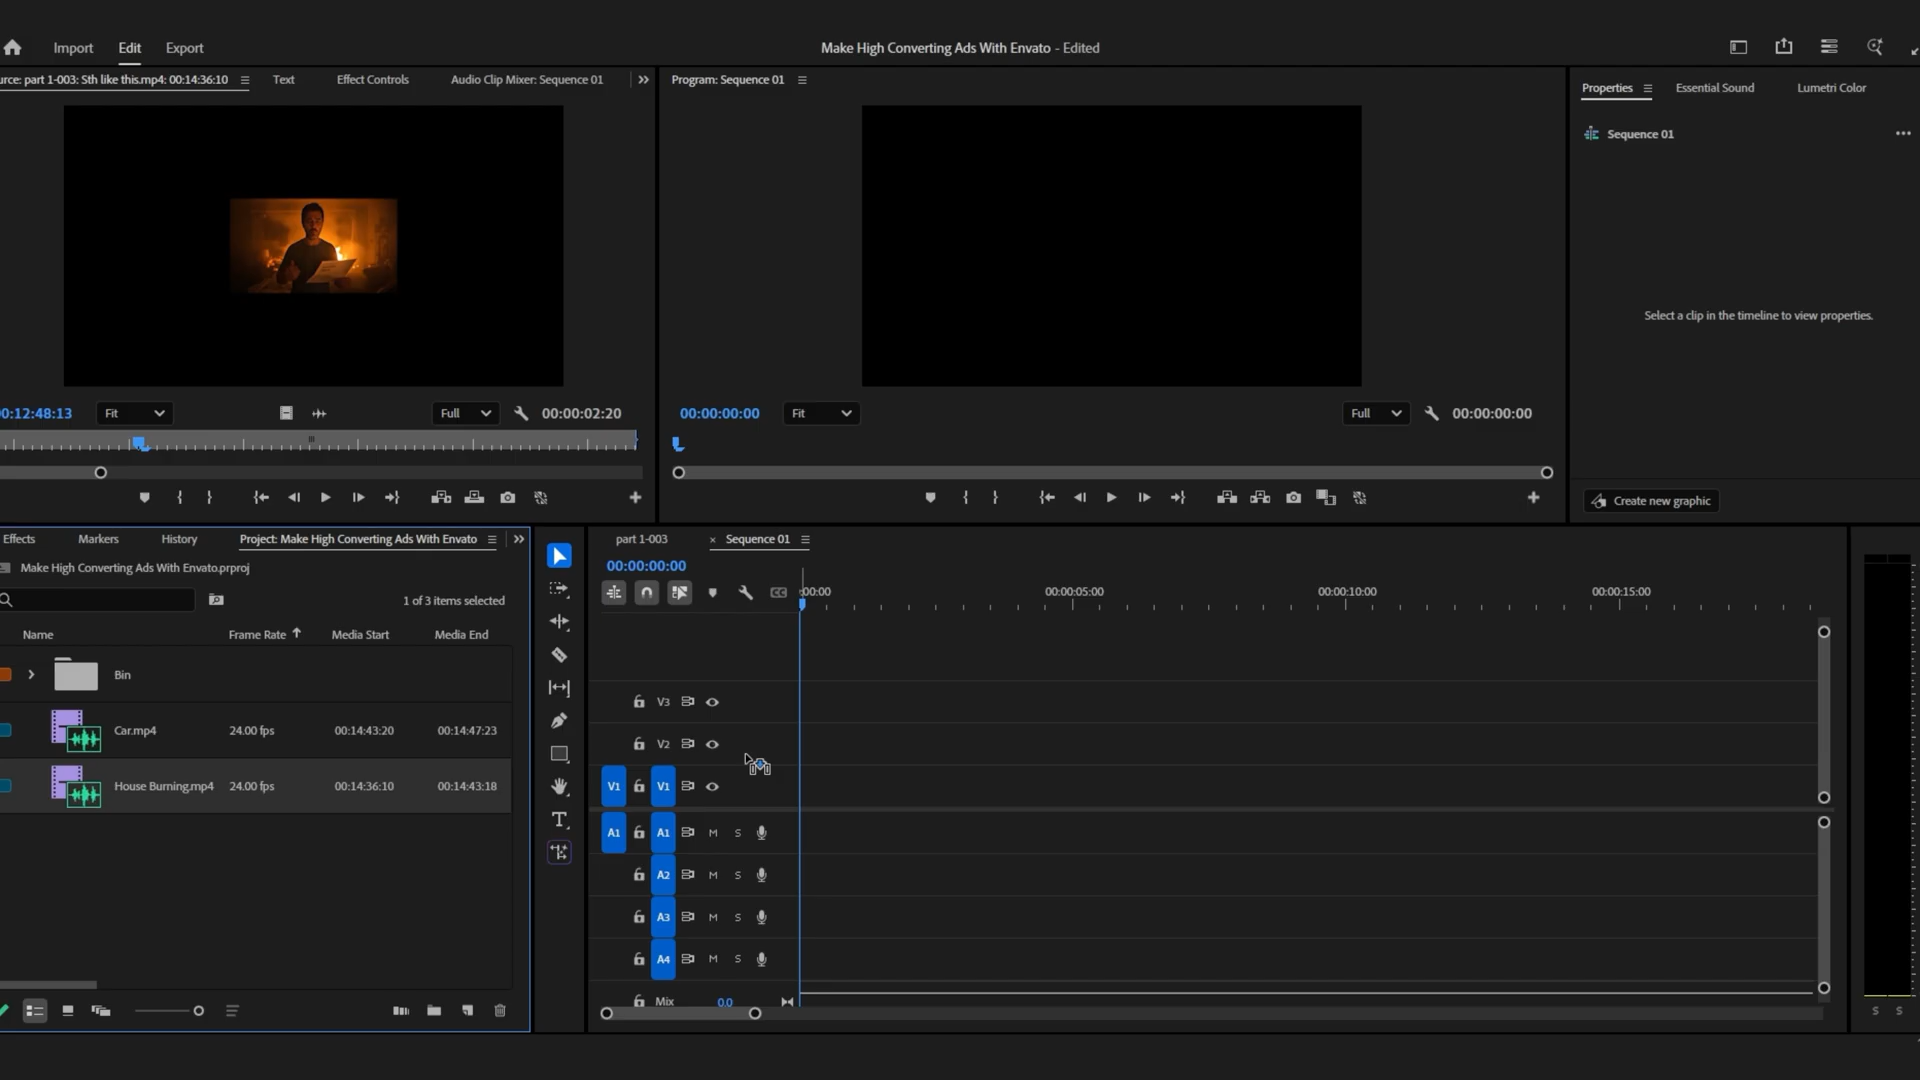 Import Edit Export
Make High Converting Ads With Envato - Edited
urce: part 1-003: Sth like this.mp4: 00:14:36:10
Text
Effect Controls
Audio Clip Mixer: Sequence 01
Program: Sequence 01
Properties
Essential Sound
Lumetri Color
Sequence 01
Select a clip in the timeline to view properties.
0:12:48:13
Fit
Full
00:00:02:20
00:00:00:00
Fit
Full
00:00:00:00
Create new graphic
Effects
Markers
History
Project: Make High Converting Ads With Envato
Make High Converting Ads With Envato.prproj
1 of 3 items selected
Name
Frame Rate
Media Start
Media End
Bin
Car.mp4 24.00 fps 00:14:43:20 00:14:47:23
House Burning.mp4 24.00 fps 00:14:36:10 00:14:43:18
part 1-003
× Sequence 01
00:00:00:00
CC
:00:00
00:00:05:00
00:00:10:00
00:00:15:00
V3
V2
V1 V1
A1 A1 M S
A2 M S
A3 M S
A4 M S
Mix 0.0
S S